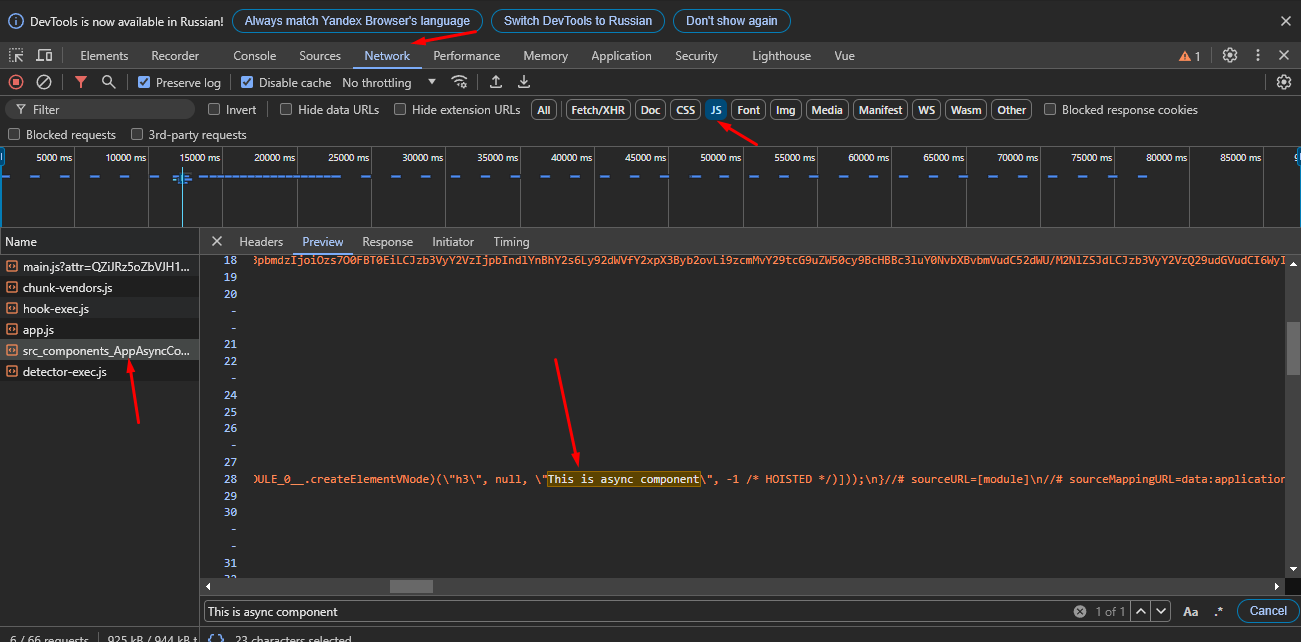 DevTools is now available in Russian! Always match Yandex Browser's language Switch DevTools to Russian Don't show again
Elements Recorder Console Sources Network Performance Memory Application Security Lighthouse Vue 1
Preserve log Disable cache No throttling
Filter Invert Hide data URLs Hide extension URLs All Fetch/XHR Doc CSS JS Font Img Media Manifest WS Wasm Other Blocked response cookies
Blocked requests 3rd-party requests
5000 ms 10000 ms 15000 ms 20000 ms 25000 ms 30000 ms 35000 ms 40000 ms 45000 ms 50000 ms 55000 ms 60000 ms 65000 ms 70000 ms 75000 ms 80000 ms 85000 ms
Name
main.js?attr=QZiJRz5oZbVJH1...
chunk-vendors.js
hook-exec.js
app.js
src_components_AppAsyncCo...
detector-exec.js
Headers Preview Response Initiator Timing
18
19
20
-
-
21
22
-
24
25
26
-
27
28 DULE_0__.createElementVNode)(\"h3\", null, \"This is async component\", -1 /* HOISTED */)]));\n}//# sourceURL=[module]\n//# sourceMappingURL=data:application
29
30
-
-
31
32
This is async component 1 of 1 Aa .* Cancel
6 / 66 requests 925 kB / 944 kB t {} 23 characters selected